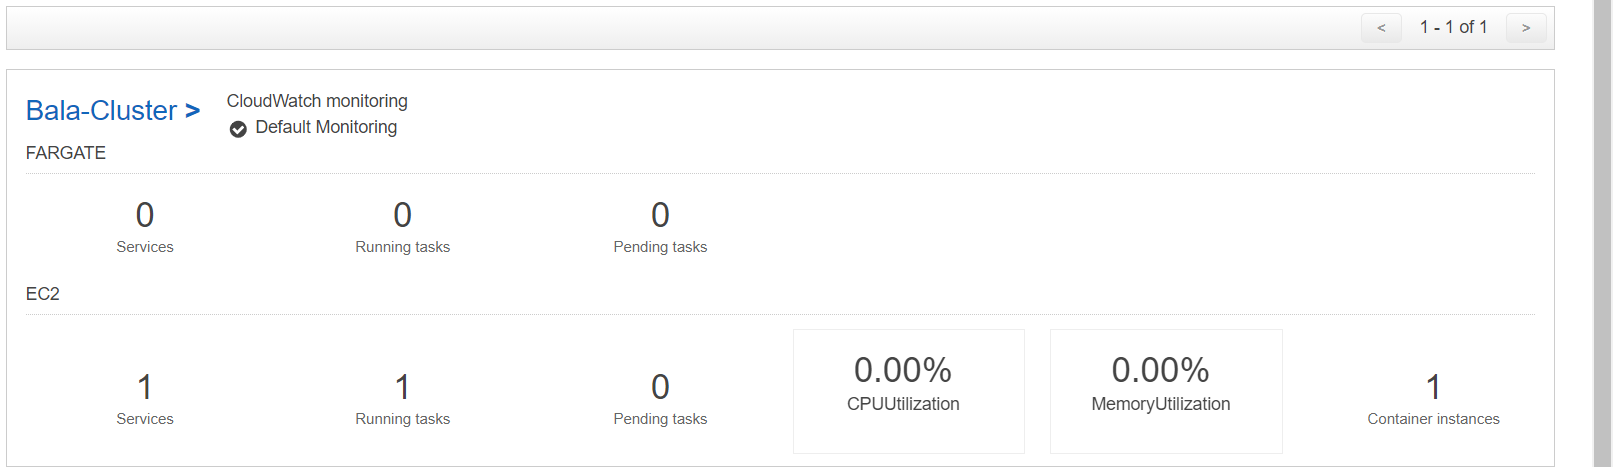 < 1 - 1 of 1 >
Bala-Cluster >
CloudWatch monitoring
Default Monitoring
FARGATE
0 0 0
Services Running tasks Pending tasks
EC2
1 1 0 0.00% 0.00% 1
Services Running tasks Pending tasks CPUUtilization MemoryUtilization Container instances